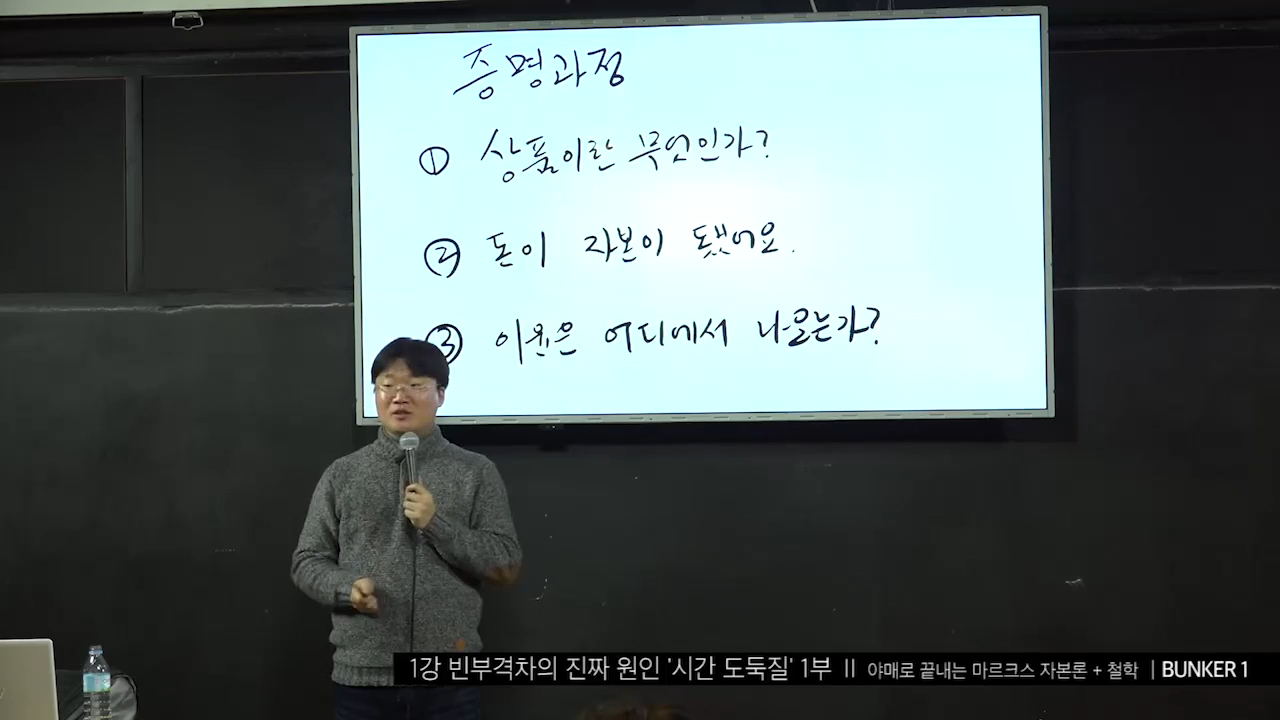 증명과정
① 상품이란 무엇인가?
② 돈이 자본이 됐어요.
③ 이윤은 어디에서 나오는가?
1강 빈부격차의 진짜 원인 '시간 도둑질' 1부 II 야매로 끝내는 마르크스 자본론 + 철학 | BUNKER 1